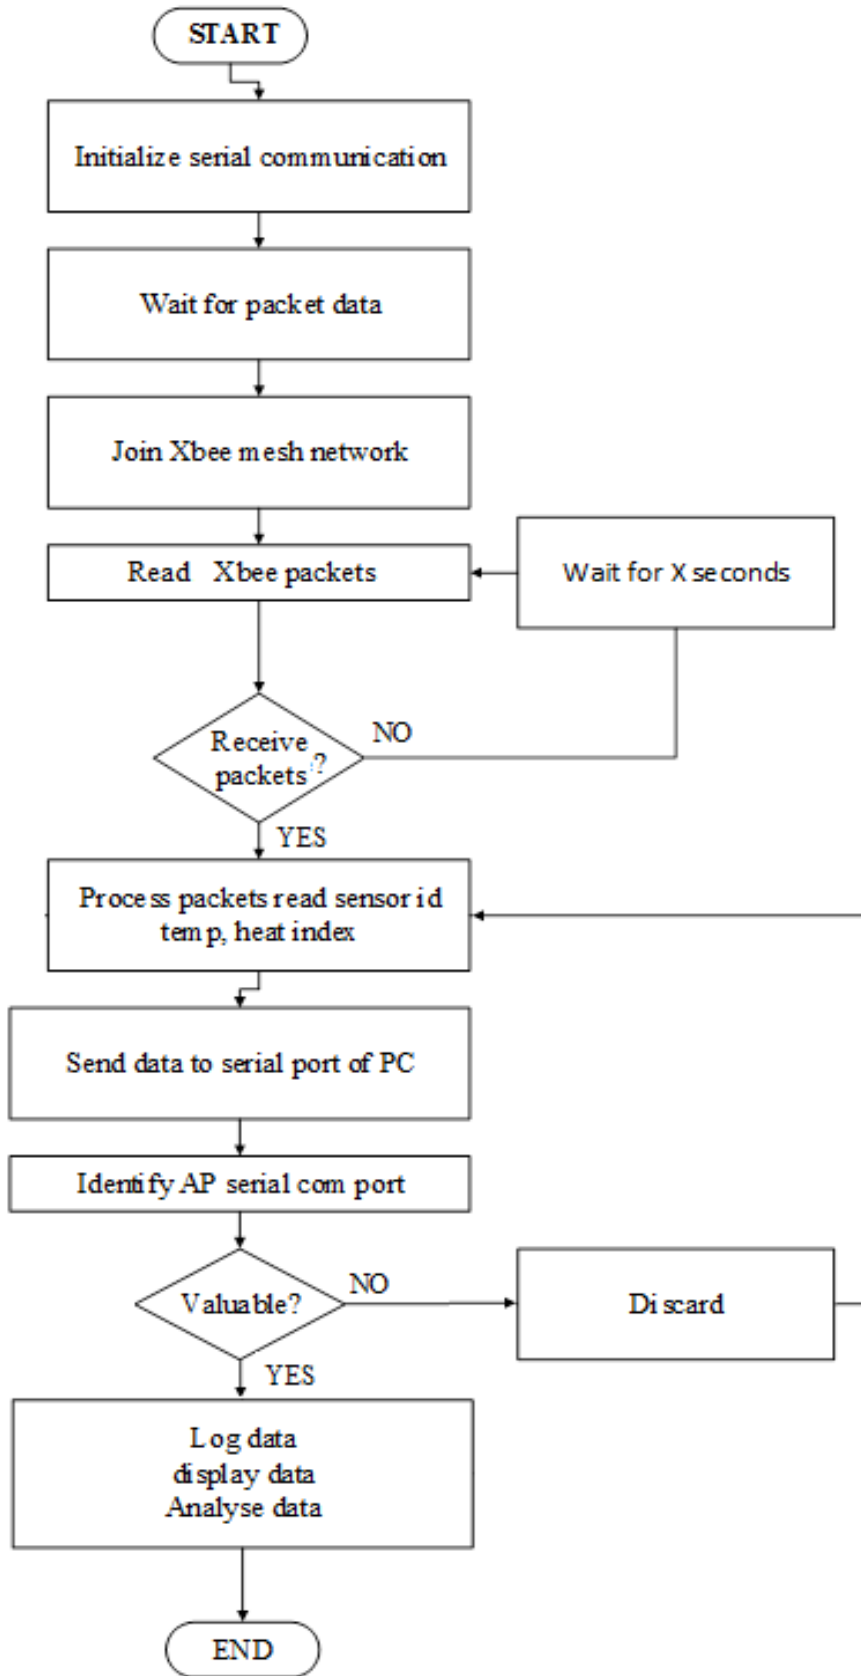 START
Initialize serial communication
Wait for packet data
Join Xbee mesh network
Read Xbee packets
Wait for X seconds
Receive
packets ?
NO
YES
Process packets read sensor id
temp, heat index
Send data to serial port of PC
Identify AP serial com port
Valuable?
NO
Discard
YES
Log data
display data
Analyse data
END